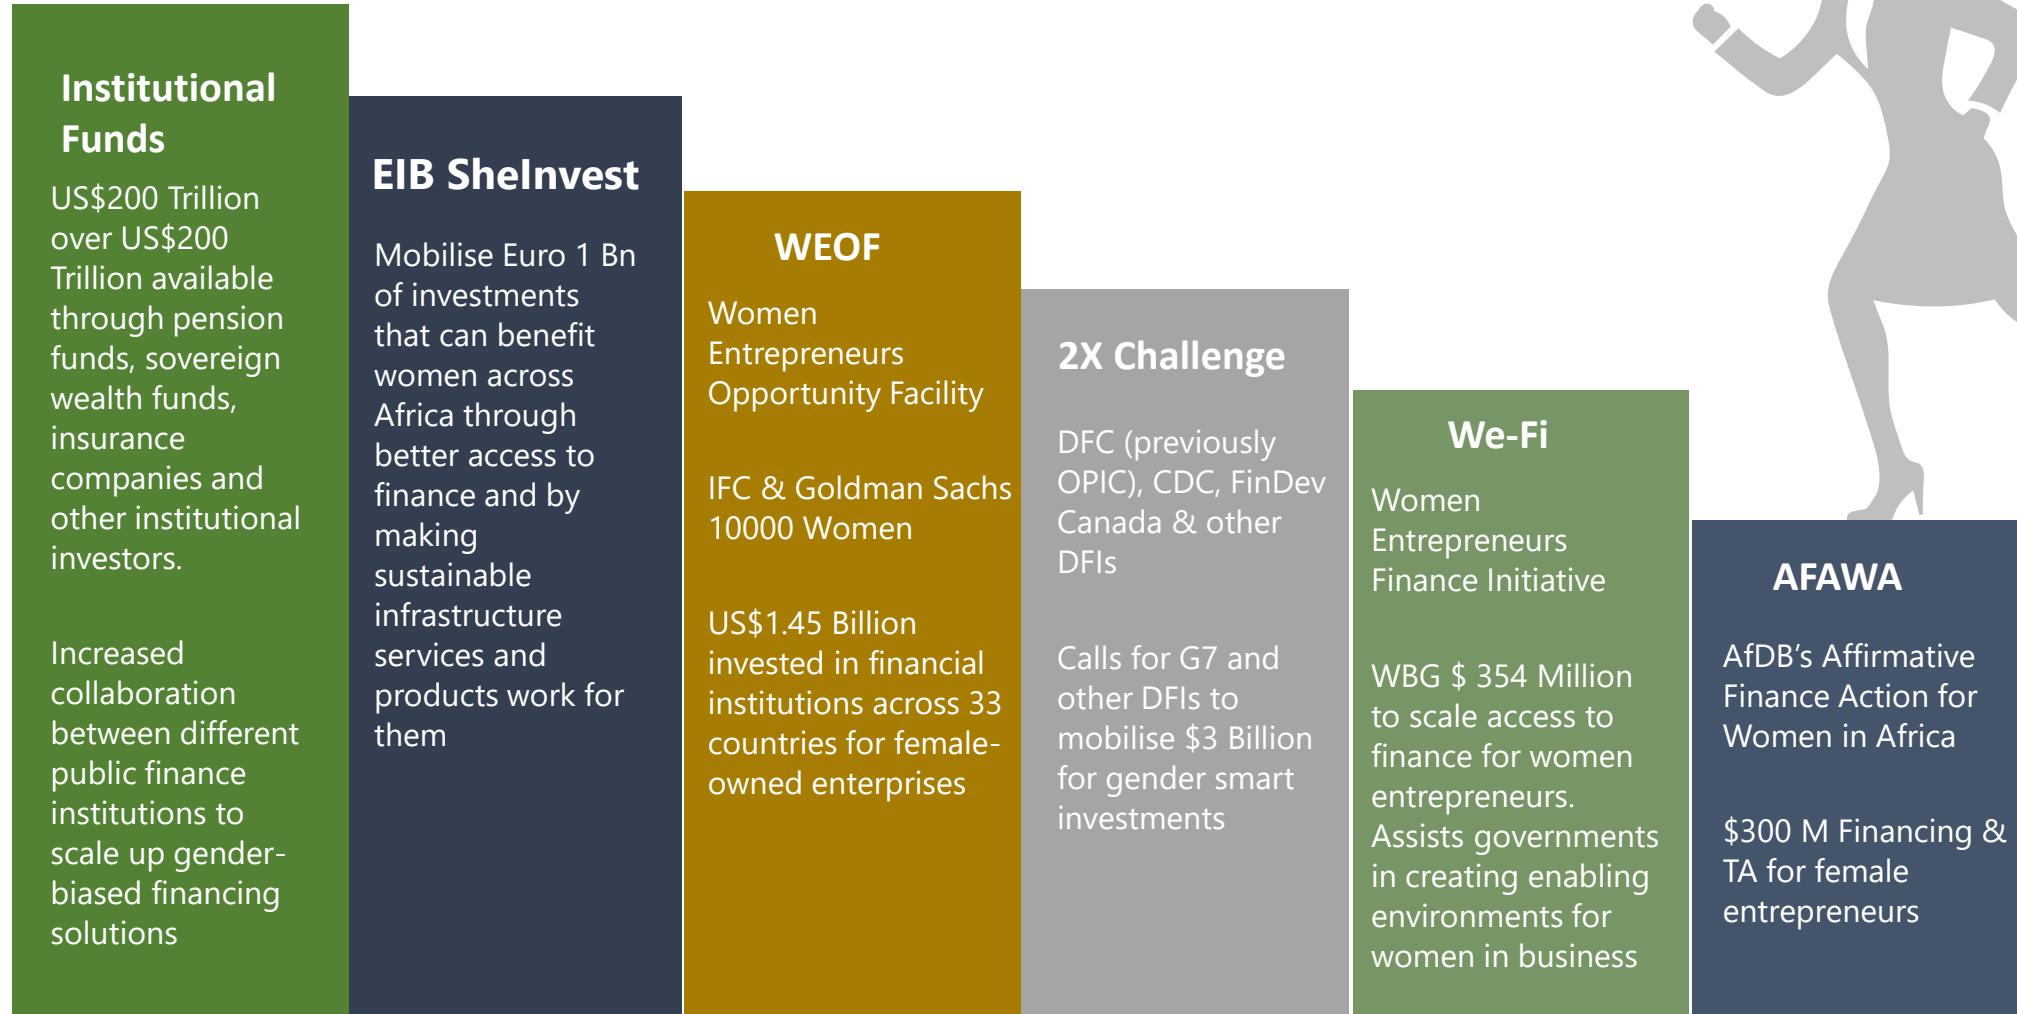 Institutional
Funds
US$200 Trillion
over US$200
Trillion available
through pension
funds, sovereign
wealth funds,
insurance
companies and
other institutional
investors.
Increased
collaboration
between different
public finance
institutions to
scale up gender-
biased financing
solutions
EIB SheInvest
Mobilise Euro 1 Bn
of investments
that can benefit
women across
Africa through
better access to
finance and by
making
sustainable
infrastructure
services and
products work for
them
WEOF
Women
Entrepreneurs
Opportunity Facility
IFC & Goldman Sachs
10000 Women
US$1.45 Billion
invested in financial
institutions across 33
countries for female-
owned enterprises
2X Challenge
DFC (previously
OPIC), CDC, FinDev
Canada & other
DFIs
Calls for G7 and
other DFIs to
mobilise $3 Billion
for gender smart
investments
We-Fi
Women
Entrepreneurs
Finance Initiative
WBG $ 354 Million
to scale access to
finance for women
entrepreneurs.
Assists governments
in creating enabling
environments for
women in business
AFAWA
AfDB’s Affirmative
Finance Action for
Women in Africa
$300 M Financing &
TA for female
entrepreneurs